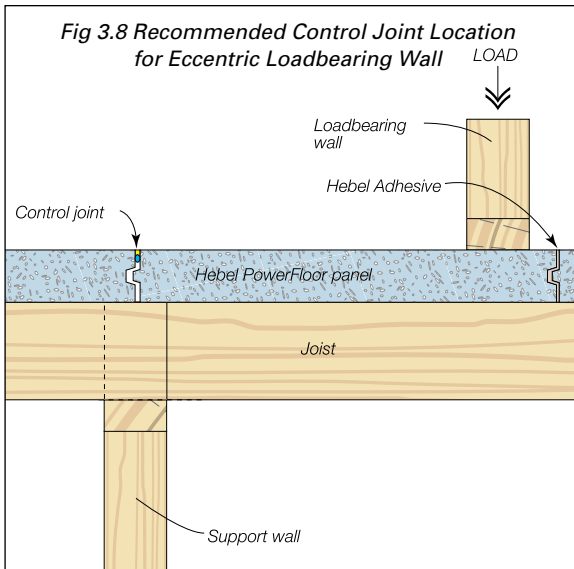 Fig 3.8 Recommended Control Joint Location
for Eccentric Loadbearing Wall
LOAD
Loadbearing
wall
Hebel Adhesive
Control joint
Hebel PowerFloor panel
Joist
Support wall